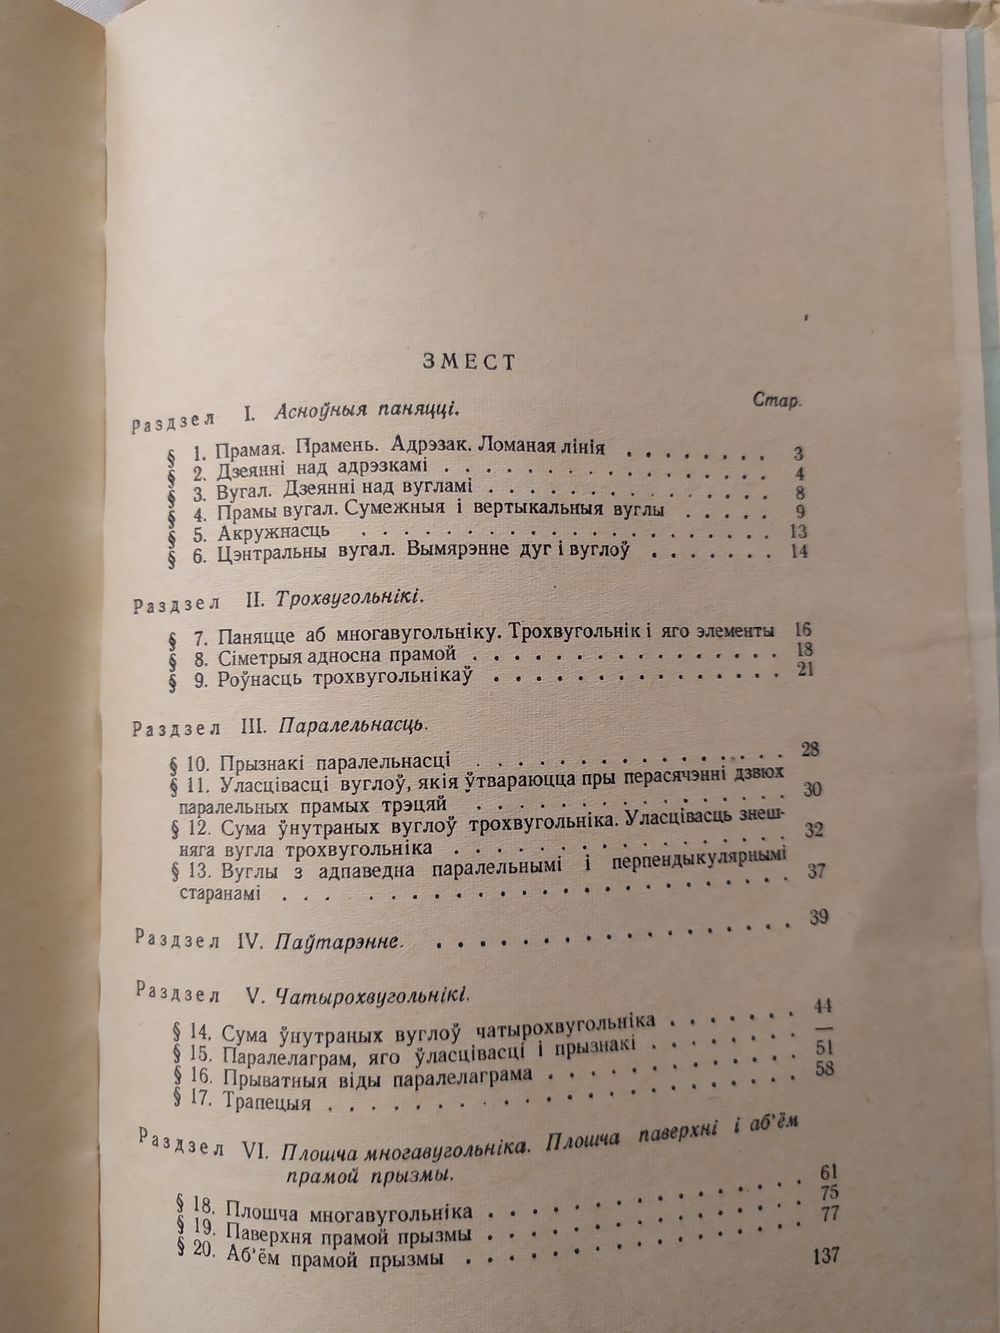 ЗМЕСТ
Стар.
Раздзел I. Асноўныя паняцці.
§ 1. Прамая. Прамень. Адрэзак. Ломаная лінія . . . . . . . . 3
§ 2. Дзеянні над адрэзкамі . . . . . . . . . . . . . . . . 4
§ 3. Вугал. Дзеянні над вугламі . . . . . . . . . . . . . . 8
§ 4. Прамы вугал. Сумежныя і вертыкальныя вуглы . . . . . 9
§ 5. Акружнасць . . . . . . . . . . . . . . . . . . . 13
§ 6. Цэнтральны вугал. Вымярэнне дуг і вуглоў . . . . . . . 14
Раздзел II. Трохвугольнікі.
§ 7. Паняцце аб многавугольніку. Трохвугольнік і яго элементы 16
§ 8. Сіметрыя адносна прамой . . . . . . . . . . . . . . 18
§ 9. Роўнасць трохвугольнікаў . . . . . . . . . . . . . 21
Раздзел III. Паралельнасць.
§ 10. Прызнакі паралельнасці . . . . . . . . . . . . . . 28
§ 11. Уласцівасці вуглоў, якія ўтвараюцца пры перасячэнні дзвюх
паралельных прамых трэцяй . . . . . . . . . . . . . . 30
§ 12. Сума ўнутраных вуглоў трохвугольніка. Уласцівасць знеш-
няга вугла трохвугольніка . . . . . . . . . . . . . . . 32
§ 13. Вуглы з адпаведна паралельнымі і перпендыкулярнымі
старанамі . . . . . . . . . . . . . . . . . . . . . . 37
Раздзел IV. Паўтарэнне. . . . . . . . . . . . . . . . . 39
Раздзел V. Чатырохвугольнікі.
§ 14. Сума ўнутраных вуглоў чатырохвугольніка . . . . . . . 44
§ 15. Паралелаграм, яго ўласцівасці і прызнакі . . . . . . . . —
§ 16. Прыватныя віды паралелаграма . . . . . . . . . . . . 51
§ 17. Трапецыя . . . . . . . . . . . . . . . . . . . . 58
Раздзел VI. Плошча многавугольніка. Плошча паверхні і аб'ём
прамой прызмы.
§ 18. Плошча многавугольніка . . . . . . . . . . . . . . . 61
§ 19. Паверхня прамой прызмы . . . . . . . . . . . . . . . 75
§ 20. Аб'ём прамой прызмы . . . . . . . . . . . . . . . . 77
137